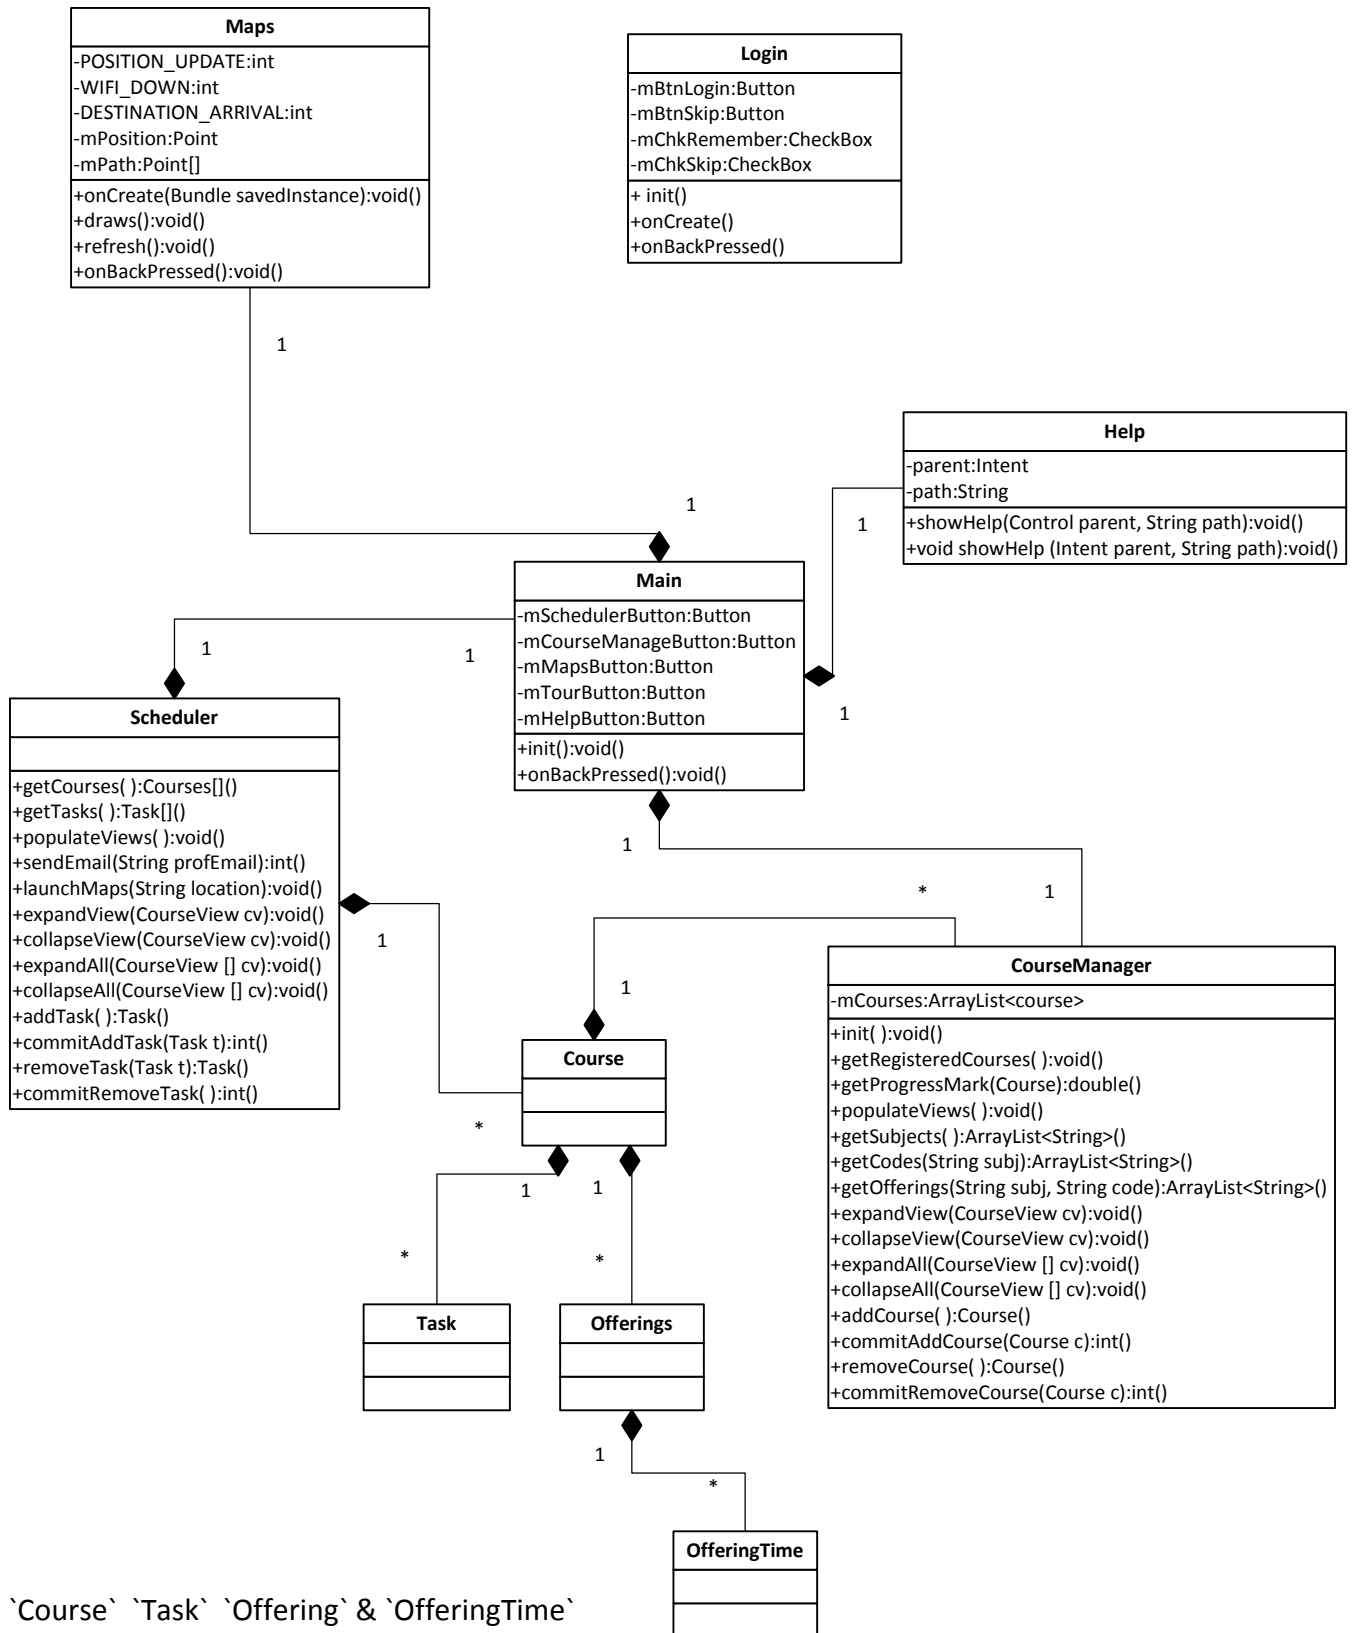 Maps
-POSITION_UPDATE:int
-WIFI_DOWN:int
-DESTINATION_ARRIVAL:int
-mPosition:Point
-mPath:Point[]
+onCreate(Bundle savedInstance):void()
+draws():void()
+refresh():void()
+onBackPressed():void()
Login
-mBtnLogin:Button
-mBtnSkip:Button
-mChkRemember:CheckBox
-mChkSkip:CheckBox
+ init()
+onCreate()
+onBackPressed()
1
1
Help
-parent:Intent
-path:String
+showHelp(Control parent, String path):void()
+void showHelp (Intent parent, String path):void()
1
1
Main
-mSchedulerButton:Button
-mCourseManageButton:Button
-mMapsButton:Button
-mTourButton:Button
-mHelpButton:Button
+init():void()
+onBackPressed():void()
1
1
Scheduler
+getCourses( ):Courses[]()
+getTasks( ):Task[]()
+populateViews( ):void()
+sendEmail(String profEmail):int()
+launchMaps(String location):void()
+expandView(CourseView cv):void()
+collapseView(CourseView cv):void()
+expandAll(CourseView [] cv):void()
+collapseAll(CourseView [] cv):void()
+addTask( ):Task()
+commitAddTask(Task t):int()
+removeTask(Task t):Task()
+commitRemoveTask( ):int()
1
*
1
1
*
1
CourseManager
-mCourses:ArrayList<course>
+init( ):void()
+getRegisteredCourses( ):void()
+getProgressMark(Course):double()
+populateViews( ):void()
+getSubjects( ):ArrayList<String>()
+getCodes(String subj):ArrayList<String>()
+getOfferings(String subj, String code):ArrayList<String>()
+expandView(CourseView cv):void()
+collapseView(CourseView cv):void()
+expandAll(CourseView [] cv):void()
+collapseAll(CourseView [] cv):void()
+addCourse( ):Course()
+commitAddCourse(Course c):int()
+removeCourse( ):Course()
+commitRemoveCourse(Course c):int()
Course
1
1
*
*
Task
Offerings
1
*
OfferingTime
`Course` `Task` `Offering` & `OfferingTime`